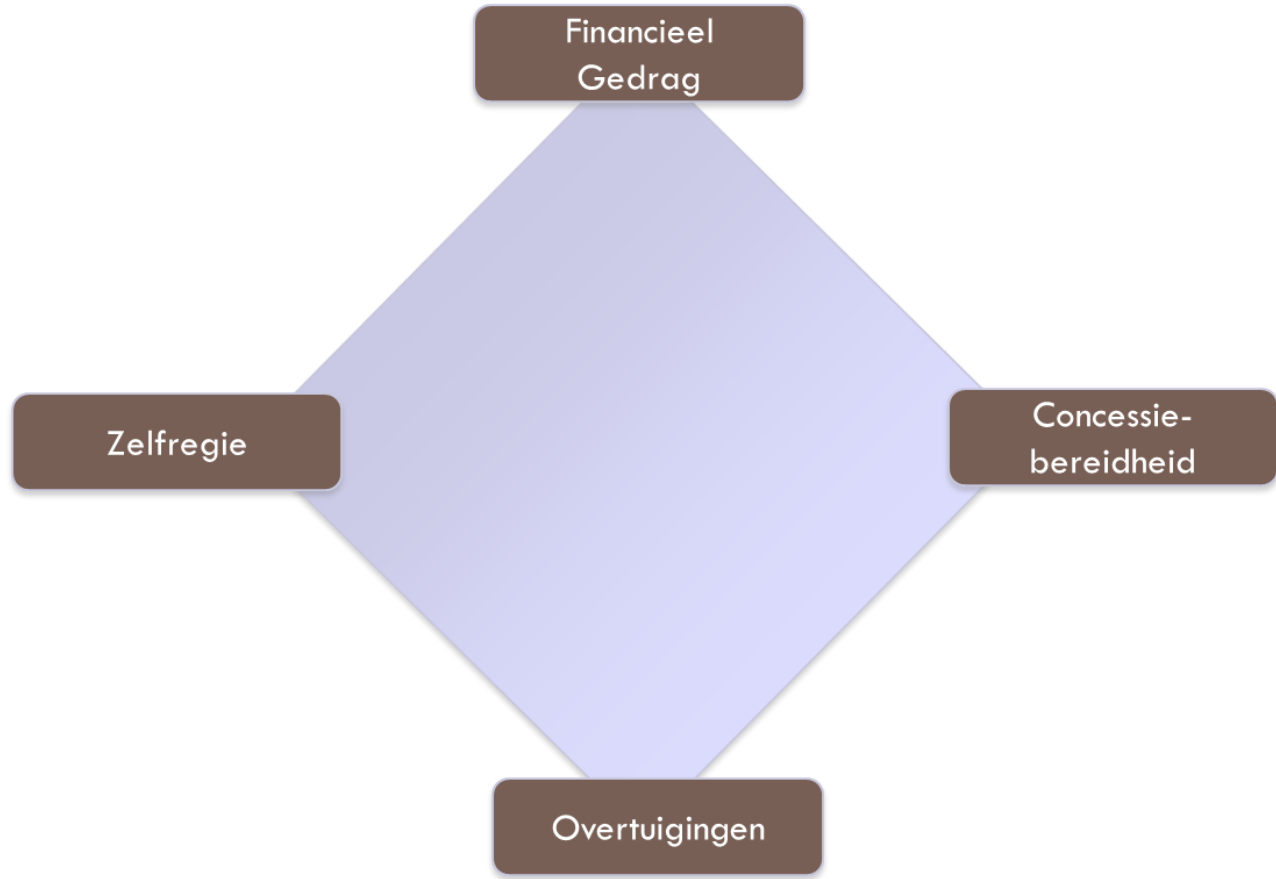 Financieel
Gedrag
Zelfregie
Concessie-
bereidheid
Overtuigingen